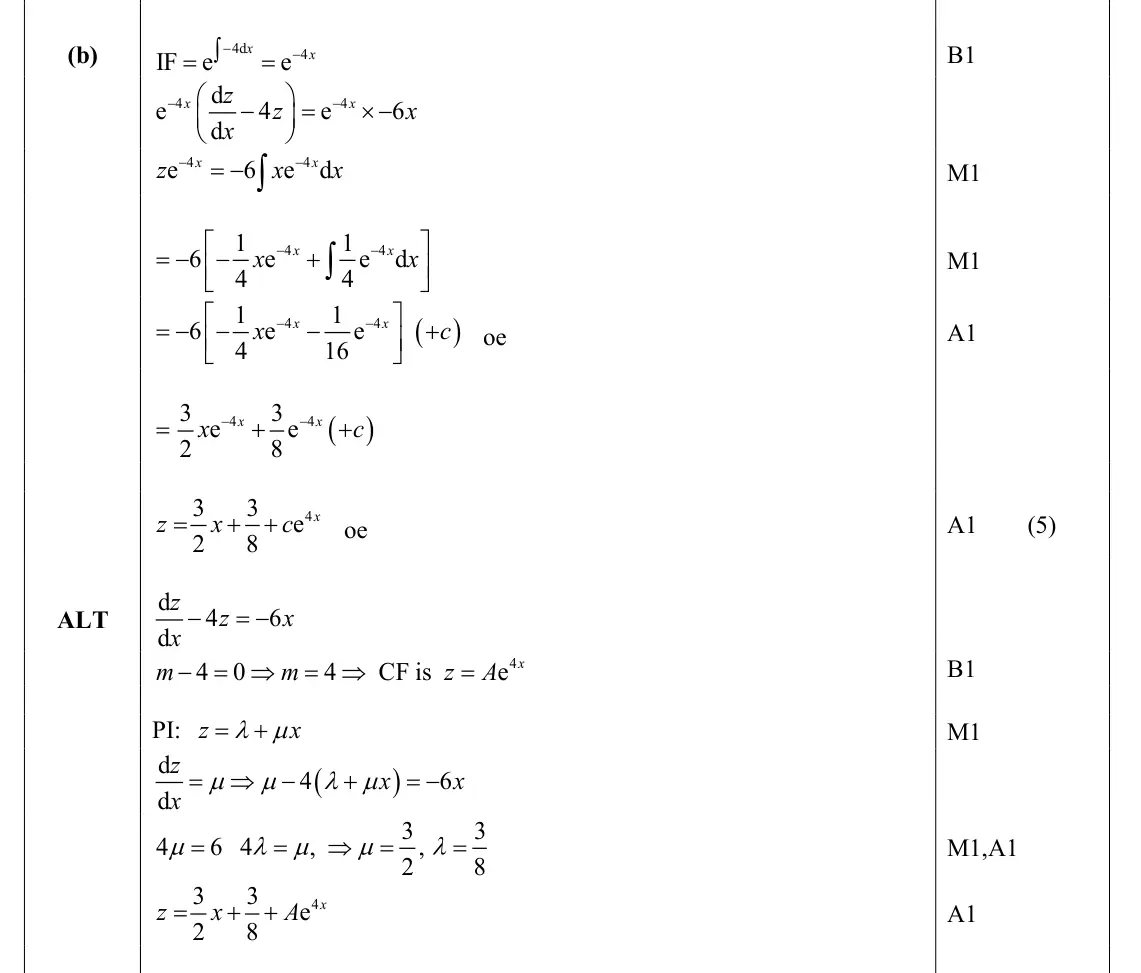 (b) IF = e^{∫−4dx} = e^{−4x} B1
e^{−4x}(dz/dx − 4z) = e^{−4x} × −6x
ze^{−4x} = −6∫xe^{−4x}dx M1
= −6[−1/4 xe^{−4x} + ∫1/4 e^{−4x}dx] M1
= −6[−1/4 xe^{−4x} − 1/16 e^{−4x}] (+c) oe A1
= 3/2 xe^{−4x} + 3/8 e^{−4x}(+c)
z = 3/2 x + 3/8 + ce^{4x} oe A1 (5)
ALT dz/dx − 4z = −6x
m − 4 = 0 ⇒ m = 4 ⇒ CF is z = Ae^{4x} B1
PI: z = λ + μx M1
dz/dx = μ ⇒ μ − 4(λ + μx) = −6x
4μ = 6 4λ = μ, ⇒ μ = 3/2, λ = 3/8 M1,A1
z = 3/2 x + 3/8 + Ae^{4x} A1